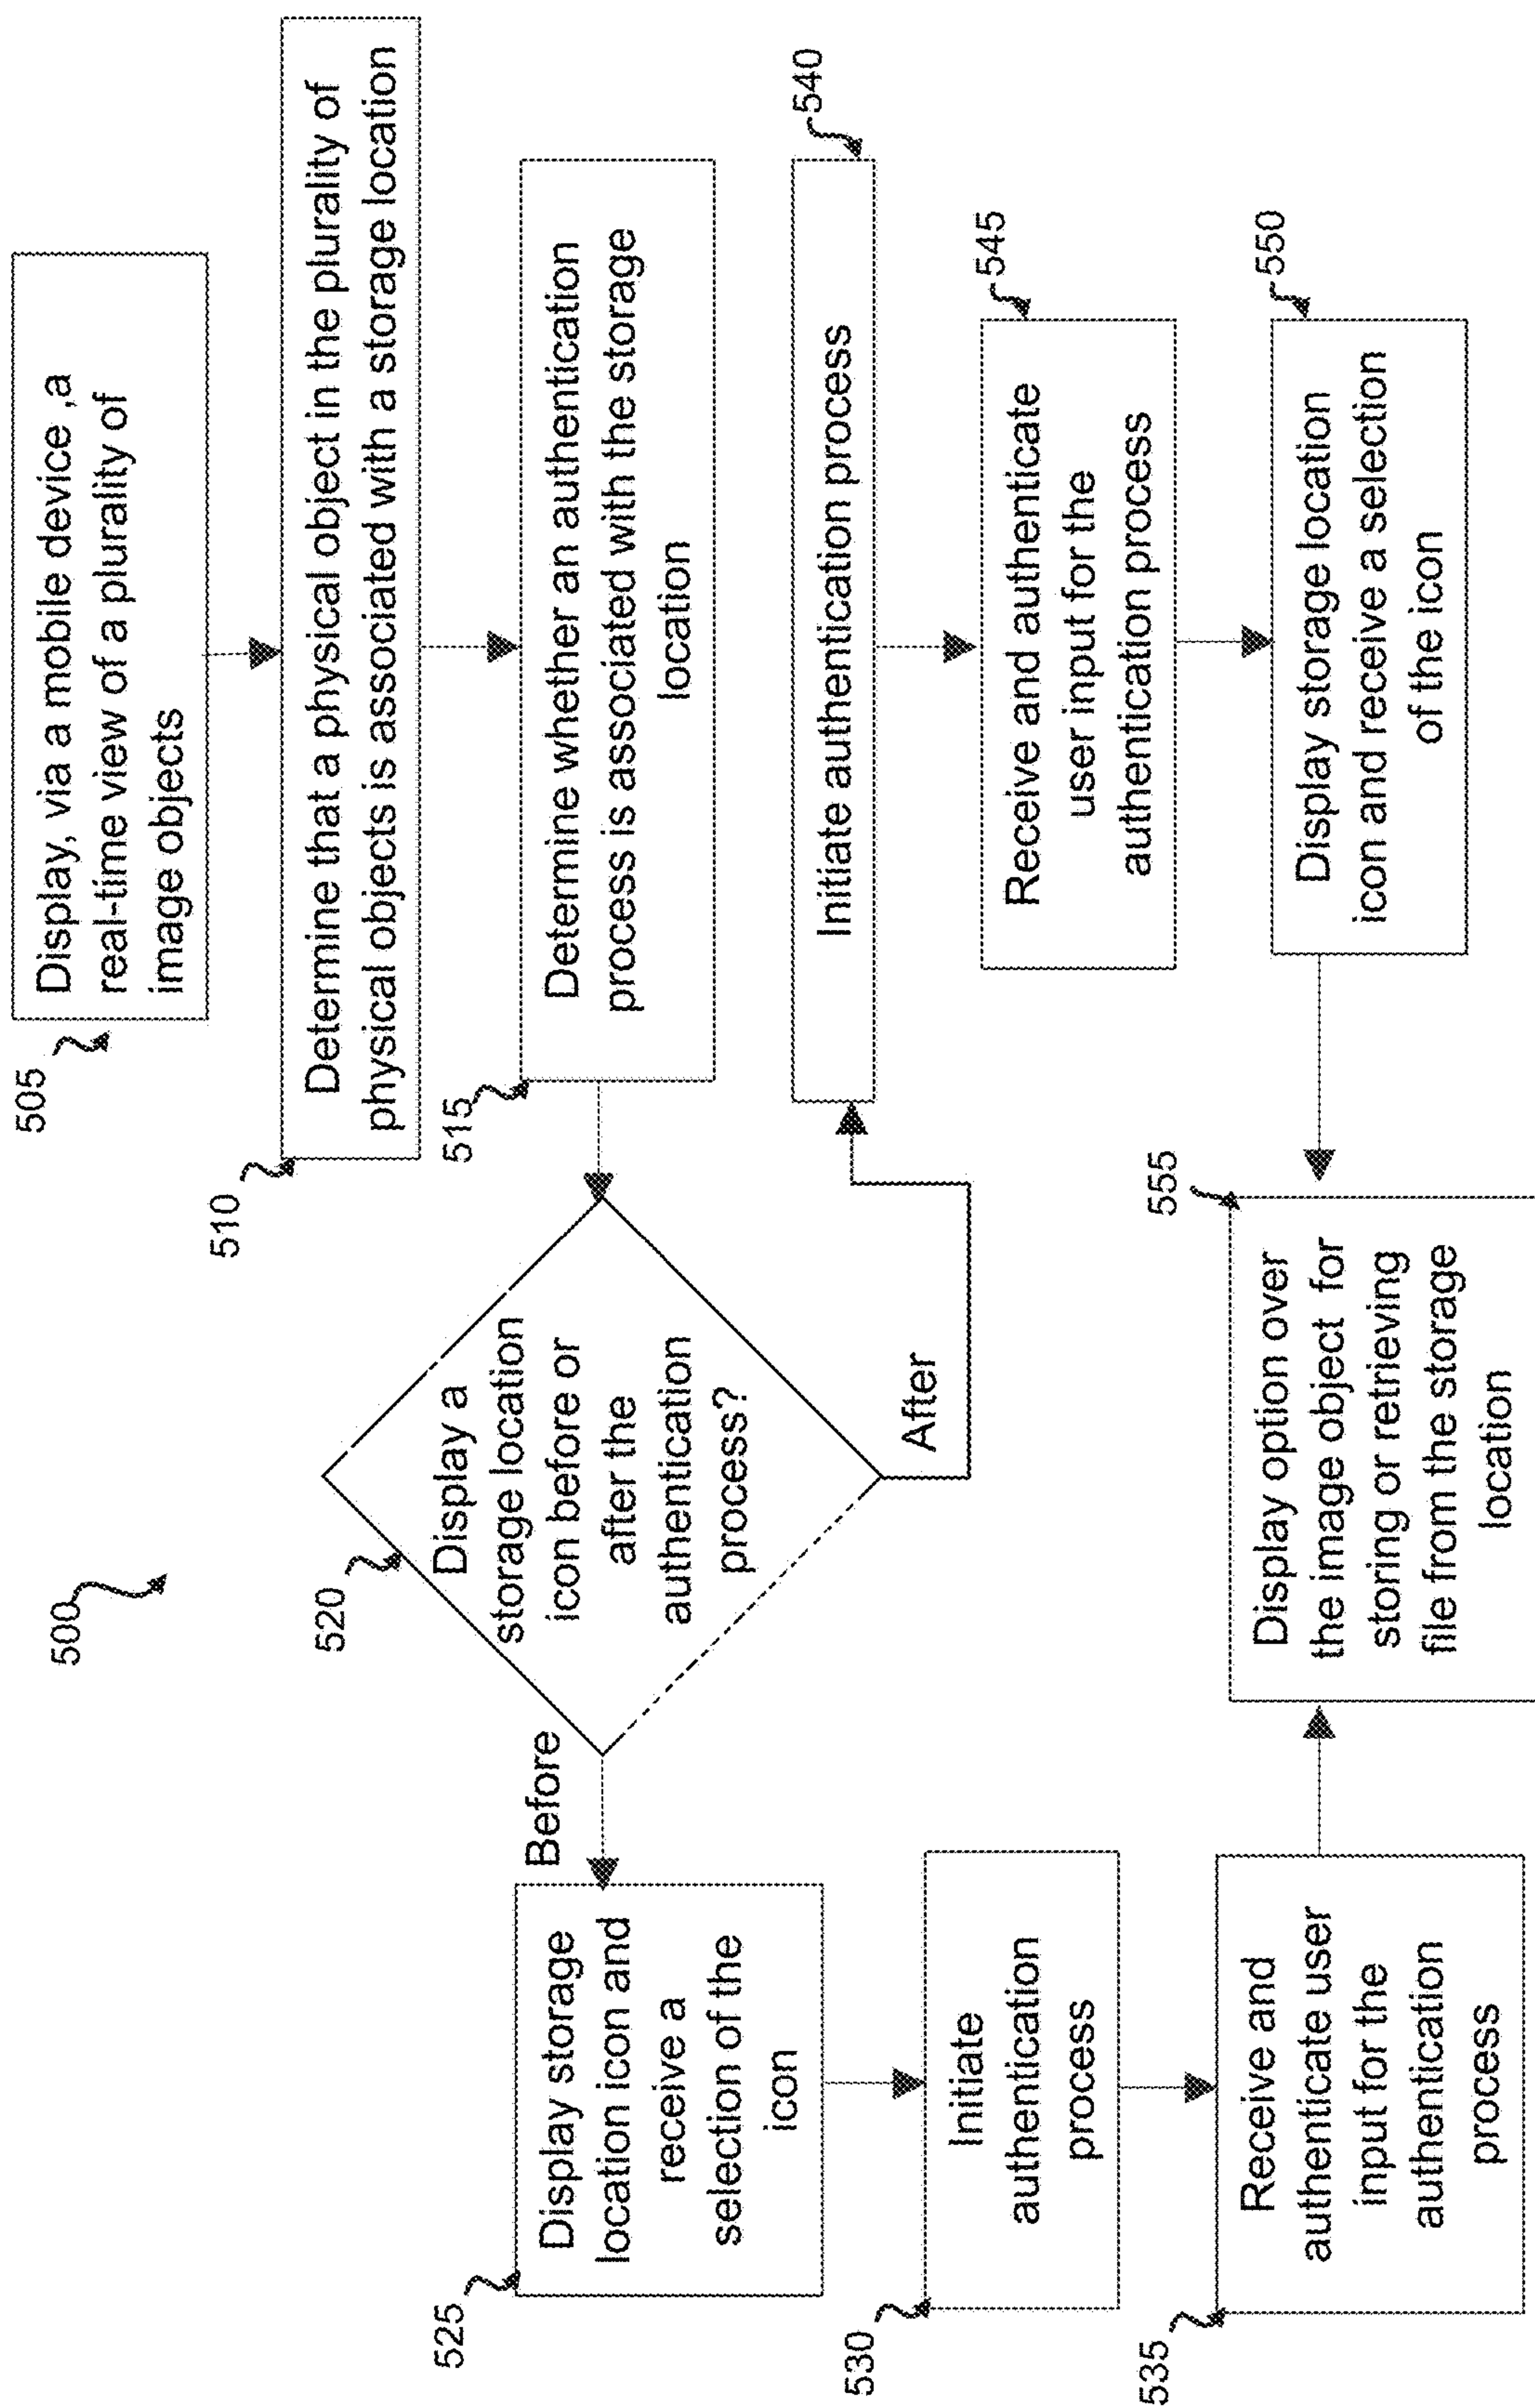 500
505
Display, via a mobile device ,a
real-time view of a plurality of
image objects
510
Determine that a physical object in the plurality of
physical objects is associated with a storage location
515
Determine whether an authentication
process is associated with the storage
location
520
Display a
storage location
icon before or
after the
authentication
process?
Before
After
525
Display storage
location icon and
receive a
selection of the
icon
530
Initiate
authentication
process
535
Receive and
authenticate user
input for the
authentication
process
540
Initiate authentication process
545
Receive and authenticate
user input for the
authentication process
550
Display storage location
icon and receive a selection
of the icon
555
Display option over
the image object for
storing or retrieving
file from the storage
location